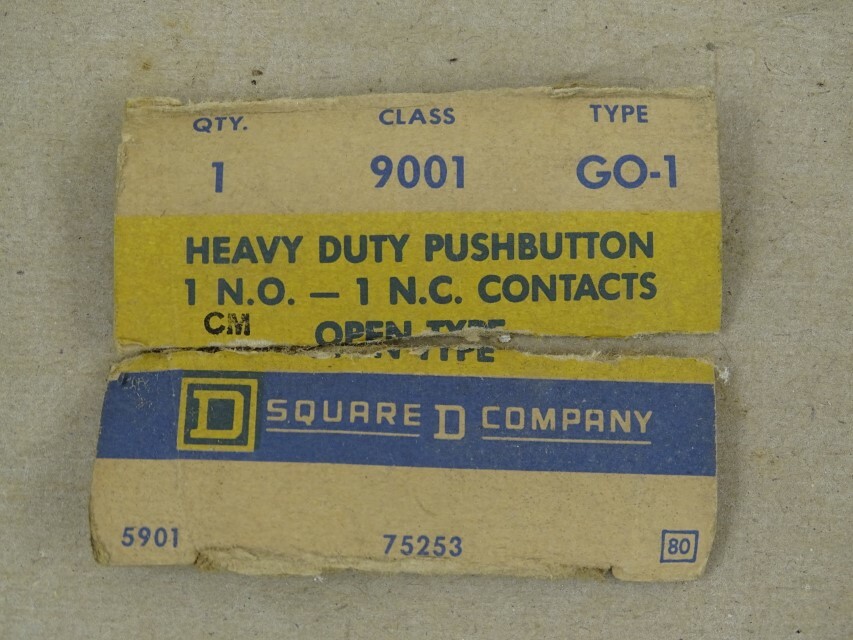 QTY. CLASS TYPE
1 9001 GO-1
HEAVY DUTY PUSHBUTTON
1 N.O. — 1 N.C. CONTACTS
CM
OPEN TYPE
D SQUARE D COMPANY
5901 75253 80